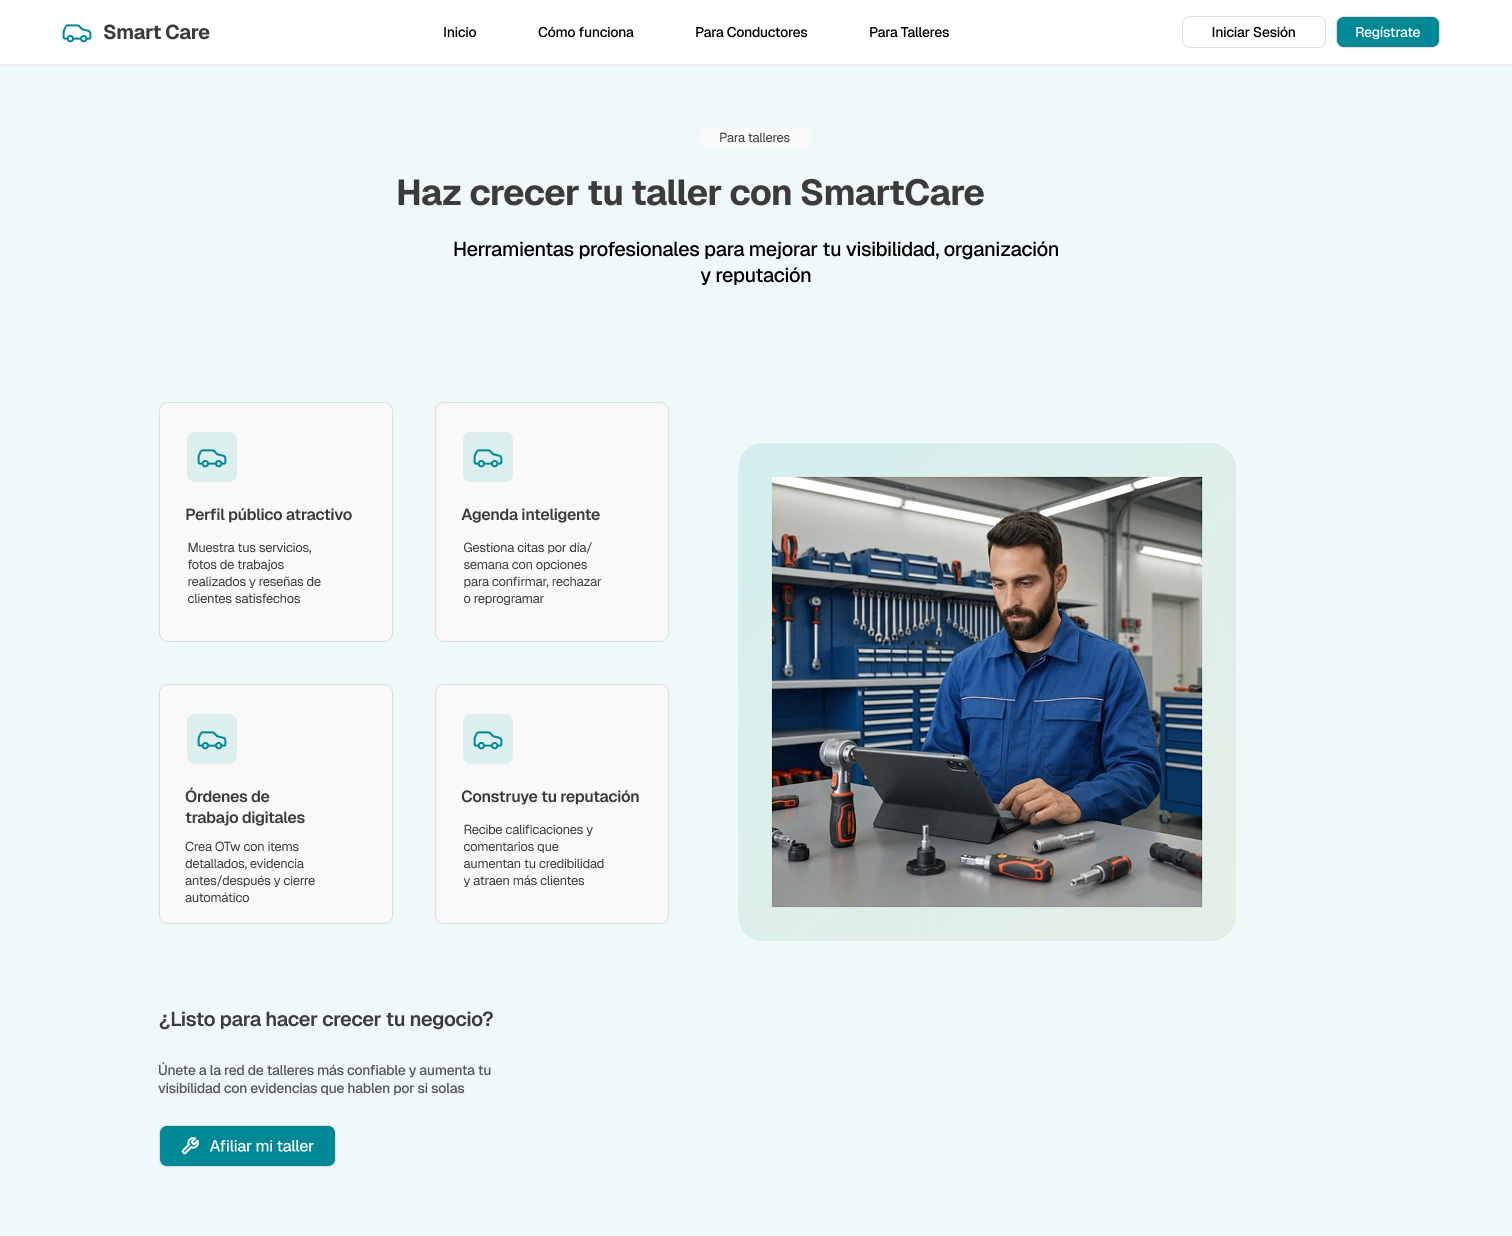 Smart Care
Inicio
Cómo funciona
Para Conductores
Para Talleres
Iniciar Sesión
Regístrate
Para talleres
Haz crecer tu taller con SmartCare
Herramientas profesionales para mejorar tu visibilidad, organización
y reputación
Perfil público atractivo
Muestra tus servicios,
fotos de trabajos
realizados y reseñas de
clientes satisfechos
Agenda inteligente
Gestiona citas por día/
semana con opciones
para confirmar, rechazar
o reprogramar
Órdenes de
trabajo digitales
Crea OTw con items
detallados, evidencia
antes/después y cierre
automático
Construye tu reputación
Recibe calificaciones y
comentarios que
aumentan tu credibilidad
y atraen más clientes
¿Listo para hacer crecer tu negocio?
Únete a la red de talleres más confiable y aumenta tu
visibilidad con evidencias que hablen por si solas
Afiliar mi taller